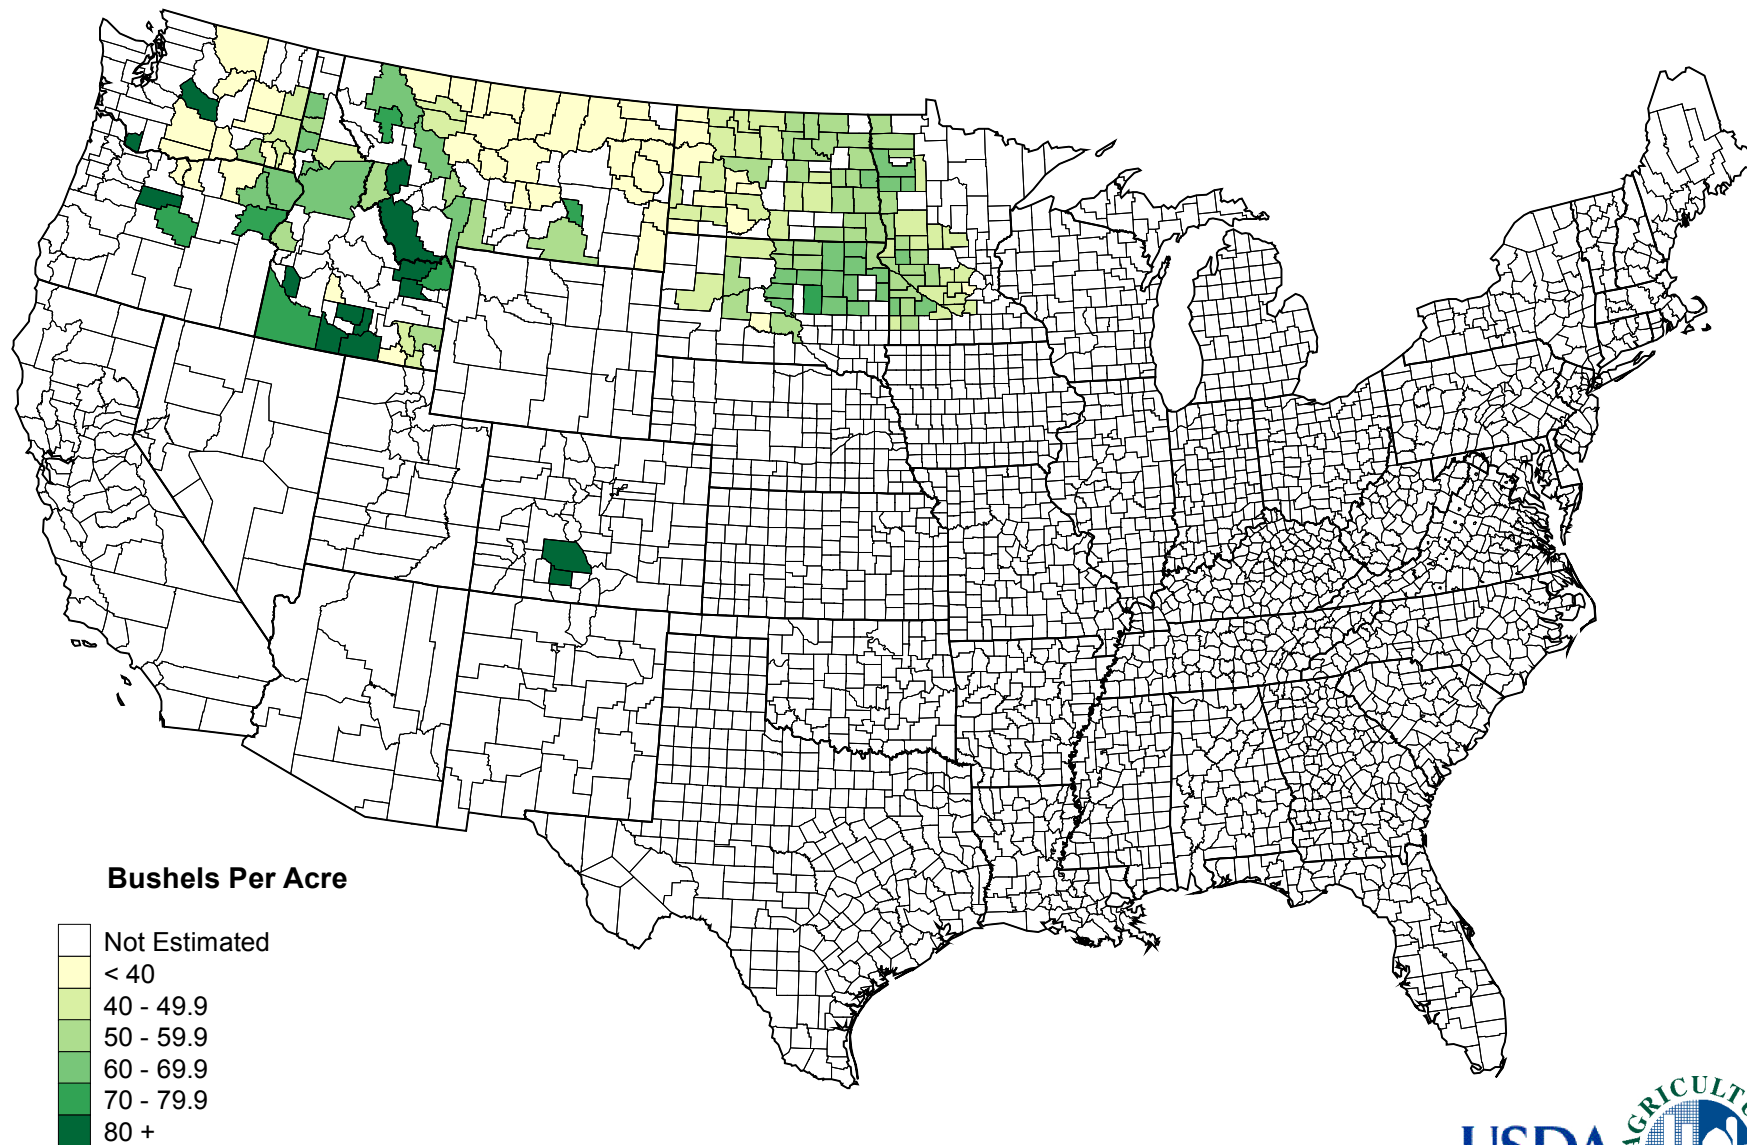 Bushels Per Acre
Not Estimated
< 40
40 - 49.9
50 - 59.9
60 - 69.9
70 - 79.9
80 +
USDA